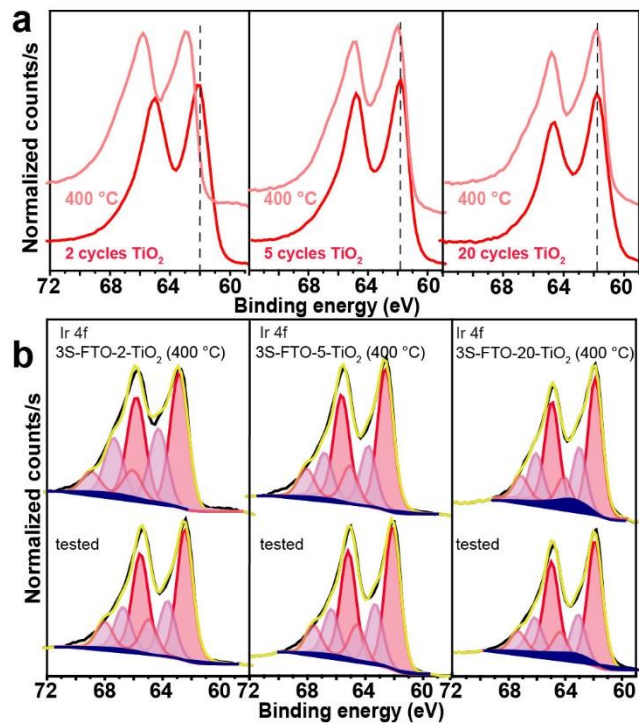 a
Normalized counts/s
400 °C
2 cycles TiO₂
400 °C
5 cycles TiO₂
400 °C
20 cycles TiO₂
72 68 64 60 68 64 60 68 64 60
Binding energy (eV)
b
Normalized counts/s
Ir 4f
3S-FTO-2-TiO₂ (400 °C)
tested
Ir 4f
3S-FTO-5-TiO₂ (400 °C)
tested
Ir 4f
3S-FTO-20-TiO₂ (400 °C)
tested
72 68 64 60 68 64 60 68 64 60
Binding energy (eV)